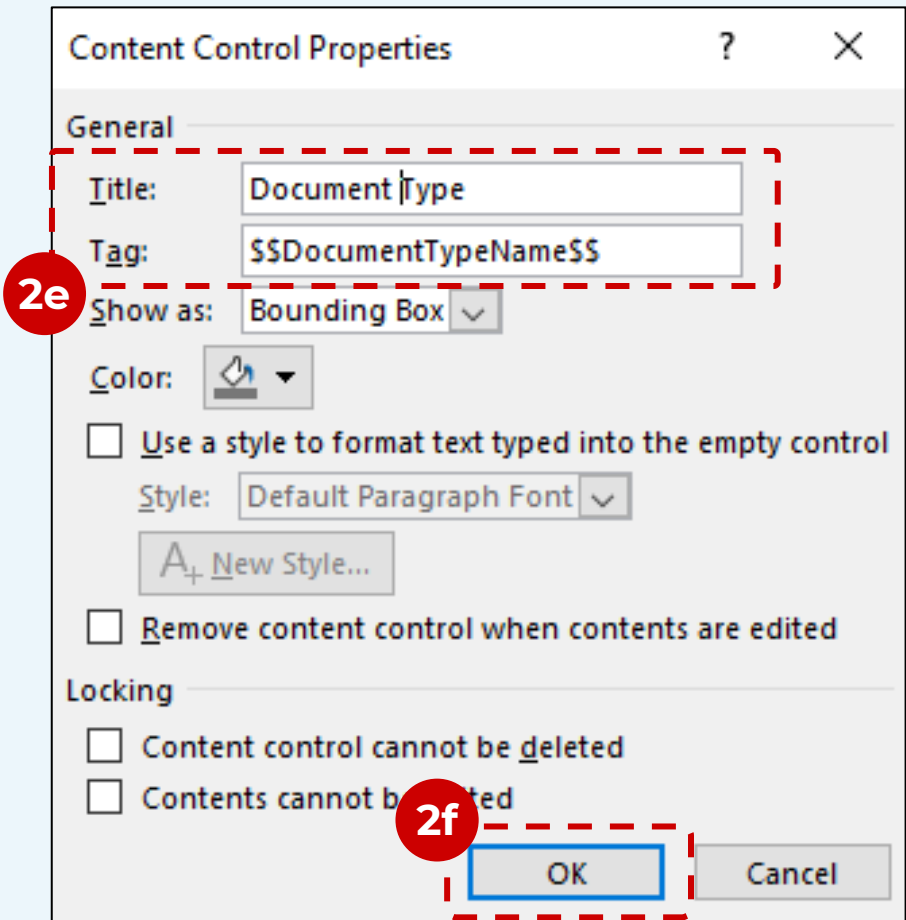 Content Control Properties ? ×
General
Title: Document Type
Tag: $$DocumentTypeName$$
2e
Show as: Bounding Box
Color:
Use a style to format text typed into the empty control
Style: Default Paragraph Font
A+ New Style...
Remove content control when contents are edited
Locking
Content control cannot be deleted
Contents cannot b ted
2f
OK Cancel